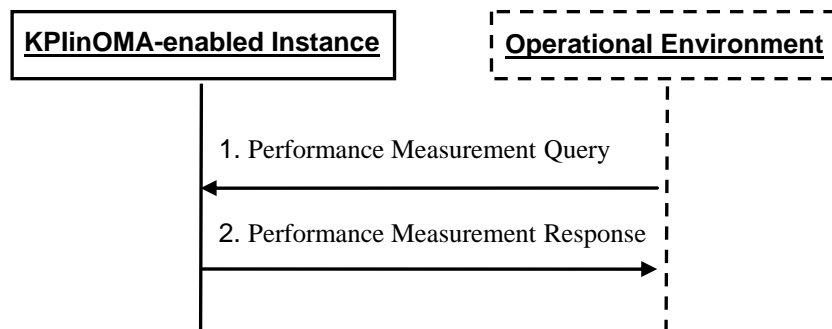 KPIinOMA-enabled Instance
Operational Environment
1. Performance Measurement Query
2. Performance Measurement Response